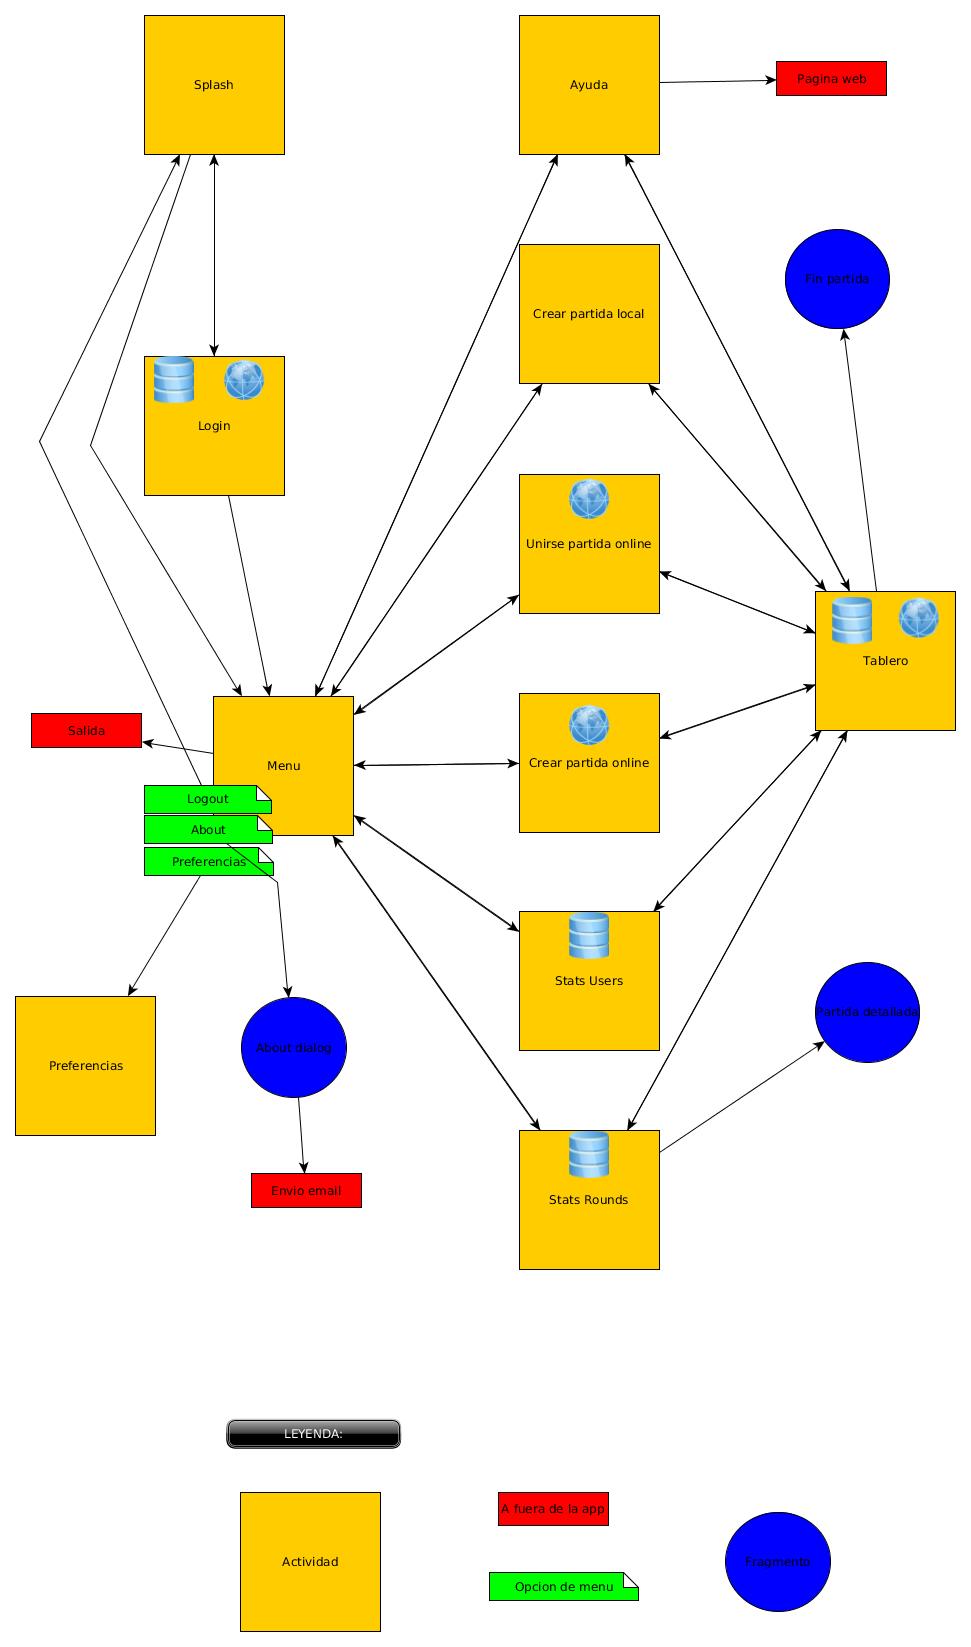 Splash
Ayuda
Pagina web
Fin partida
Crear partida local
Login
Unirse partida online
Tablero
Salida
Menu
Crear partida online
Logout
About
Preferencias
Stats Users
Partida detallada
Preferencias
About dialog
Envio email
Stats Rounds
LEYENDA:
A fuera de la app
Actividad
Fragmento
Opcion de menu